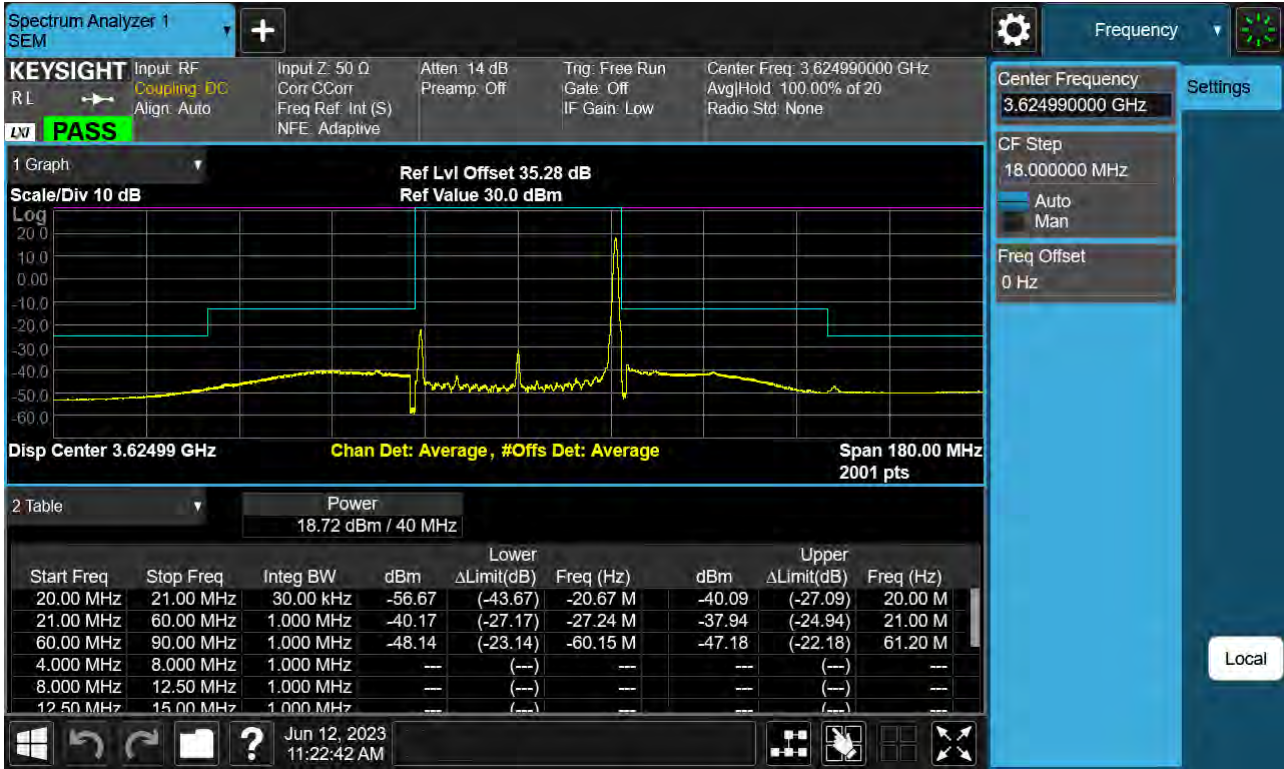 Spectrum Analyzer 1
SEM
+
Frequency
KEYSIGHT
R L
LXI
PASS
Input: RF
Coupling: DC
Align: Auto
Input Z: 50 Ω
Corr CCorr
Freq Ref: Int (S)
NFE: Adaptive
Atten: 14 dB
Preamp: Off
Trig: Free Run
Gate: Off
IF Gain: Low
Center Freq: 3.624990000 GHz
Avg|Hold: 100.00% of 20
Radio Std: None
Center Frequency
3.624990000 GHz
Settings
CF Step
18.000000 MHz
Auto
Man
Freq Offset
0 Hz
Local
1 Graph
Scale/Div 10 dB
Ref Lvl Offset 35.28 dB
Ref Value 30.0 dBm
Log
20.0
10.0
0.00
-10.0
-20.0
-30.0
-40.0
-50.0
-60.0
Disp Center 3.62499 GHz
Chan Det: Average, #Offs Det: Average
Span 180.00 MHz
2001 pts
2 Table
Power
18.72 dBm / 40 MHz
Lower Upper
Start Freq Stop Freq Integ BW dBm ΔLimit(dB) Freq (Hz) dBm ΔLimit(dB) Freq (Hz)
20.00 MHz 21.00 MHz 30.00 kHz -56.67 (-43.67) -20.67 M -40.09 (-27.09) 20.00 M
21.00 MHz 60.00 MHz 1.000 MHz -40.17 (-27.17) -27.24 M -37.94 (-24.94) 21.00 M
60.00 MHz 90.00 MHz 1.000 MHz -48.14 (-23.14) -60.15 M -47.18 (-22.18) 61.20 M
4.000 MHz 8.000 MHz 1.000 MHz --- (---) --- --- (---) ---
8.000 MHz 12.50 MHz 1.000 MHz --- (---) --- --- (---) ---
12.50 MHz 15.00 MHz 1.000 MHz --- (---) --- --- (---) ---
?
Jun 12, 2023
11:22:42 AM